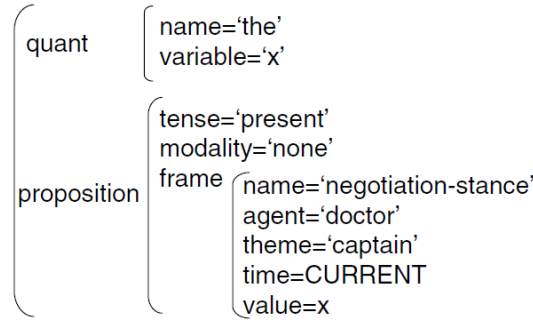 quant
name=‘the’
variable=‘x’
proposition
tense=‘present’
modality=‘none’
frame
name=‘negotiation-stance’
agent=‘doctor’
theme=‘captain’
time=CURRENT
value=x